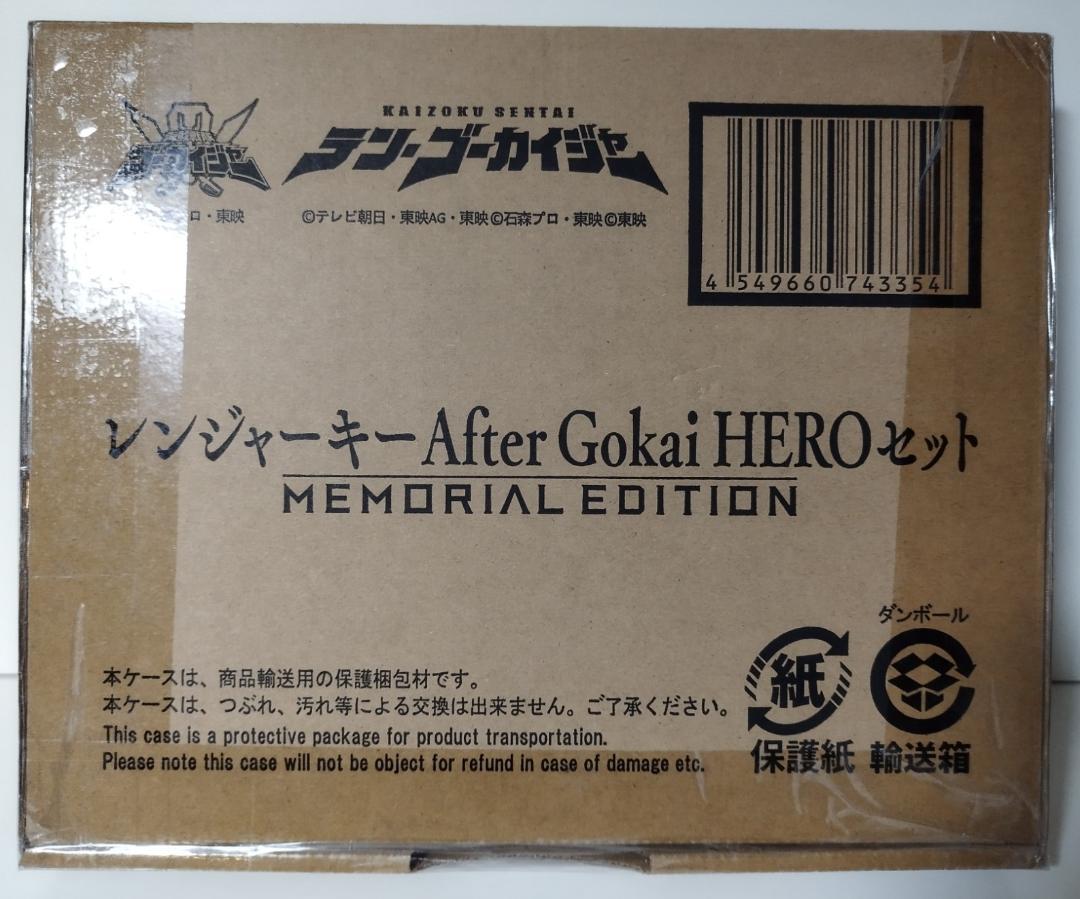 KAIZOKU SENTAI
テン・ゴーカイジャー
ロ・東映
©テレビ朝日・東映AG・東映©石森プロ・東映©東映
4 549660 743354
レンジャーキー After Gokai HEROセット
MEMORIAL EDITION
ダンボール
紙
保護紙 輸送箱
本ケースは、商品輸送用の保護梱包材です。
本ケースは、つぶれ、汚れ等による交換は出来ません。ご了承ください。
This case is a protective package for product transportation.
Please note this case will not be object for refund in case of damage etc.